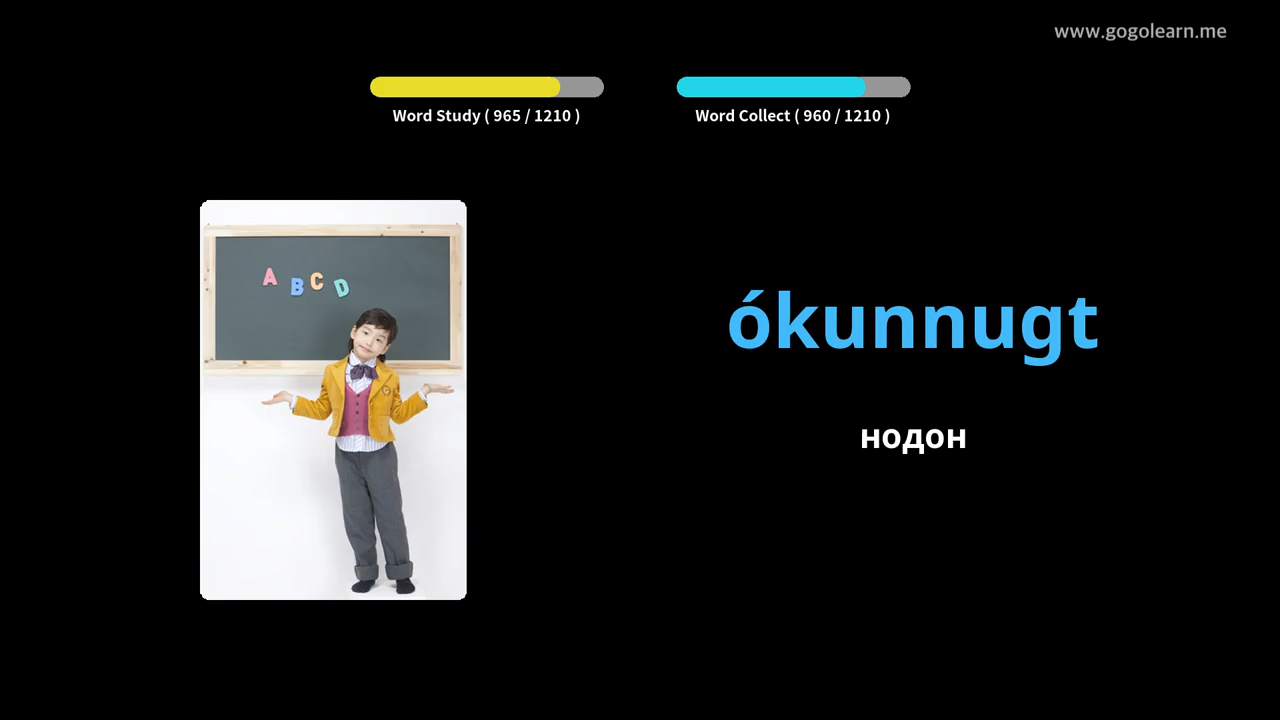 www.gogolearn.me
Word Study ( 965 / 1210 )
Word Collect ( 960 / 1210 )
A B C D
ókunnugt
нодон